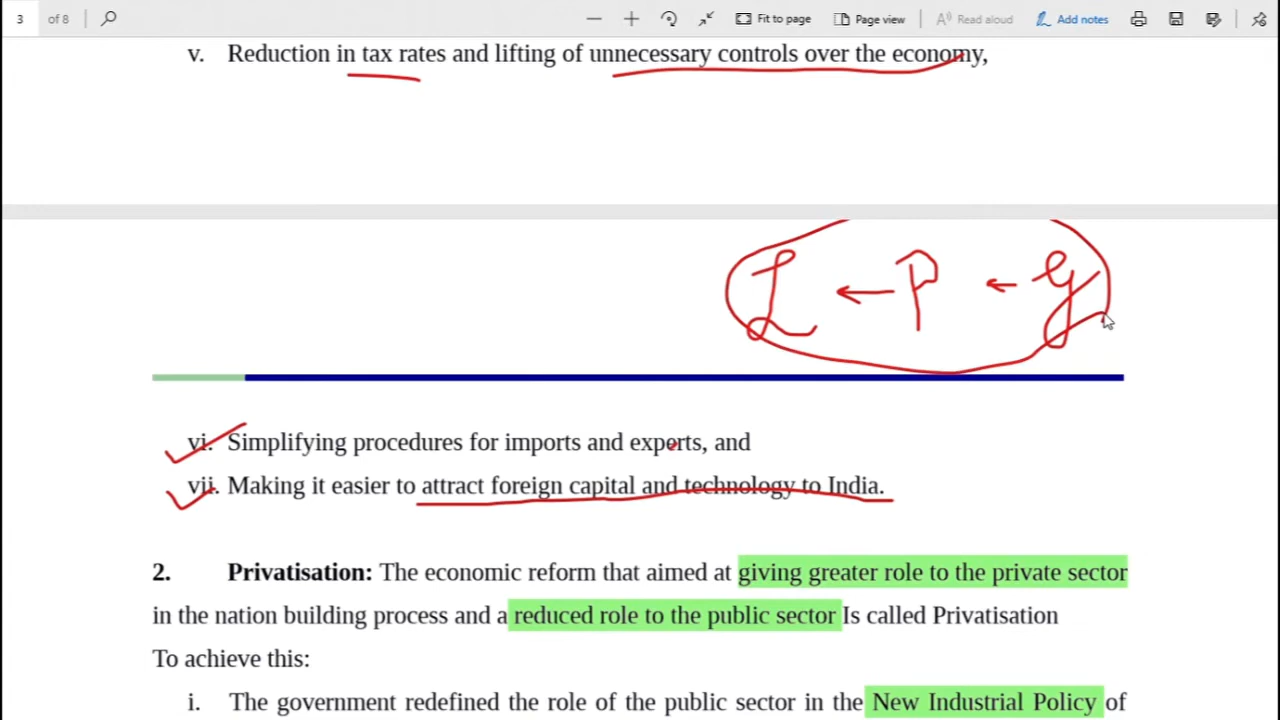 3 of 8 Fit to page Page view Read aloud Add notes
v. Reduction in tax rates and lifting of unnecessary controls over the economy,
L ← P ← G
vi. Simplifying procedures for imports and exports, and
vii. Making it easier to attract foreign capital and technology to India.
2. Privatisation: The economic reform that aimed at giving greater role to the private sector
in the nation building process and a reduced role to the public sector Is called Privatisation
To achieve this:
i. The government redefined the role of the public sector in the New Industrial Policy of